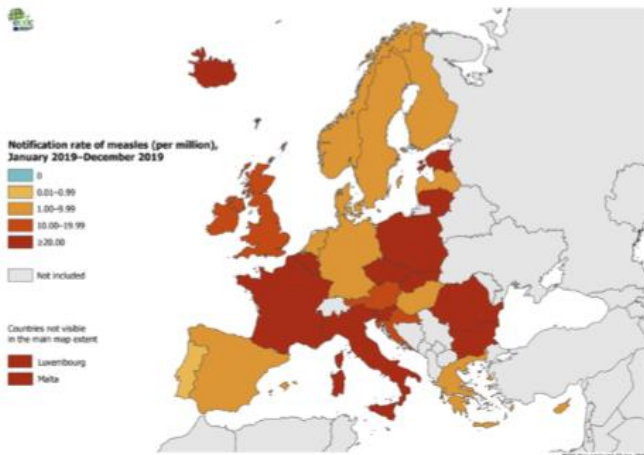 Notification rate of measles (per million),
January 2019–December 2019
0
0.01–0.99
1.00–9.99
10.00–19.99
≥20.00
Not included
Countries not visible
in the main map extent
Luxembourg
Malta